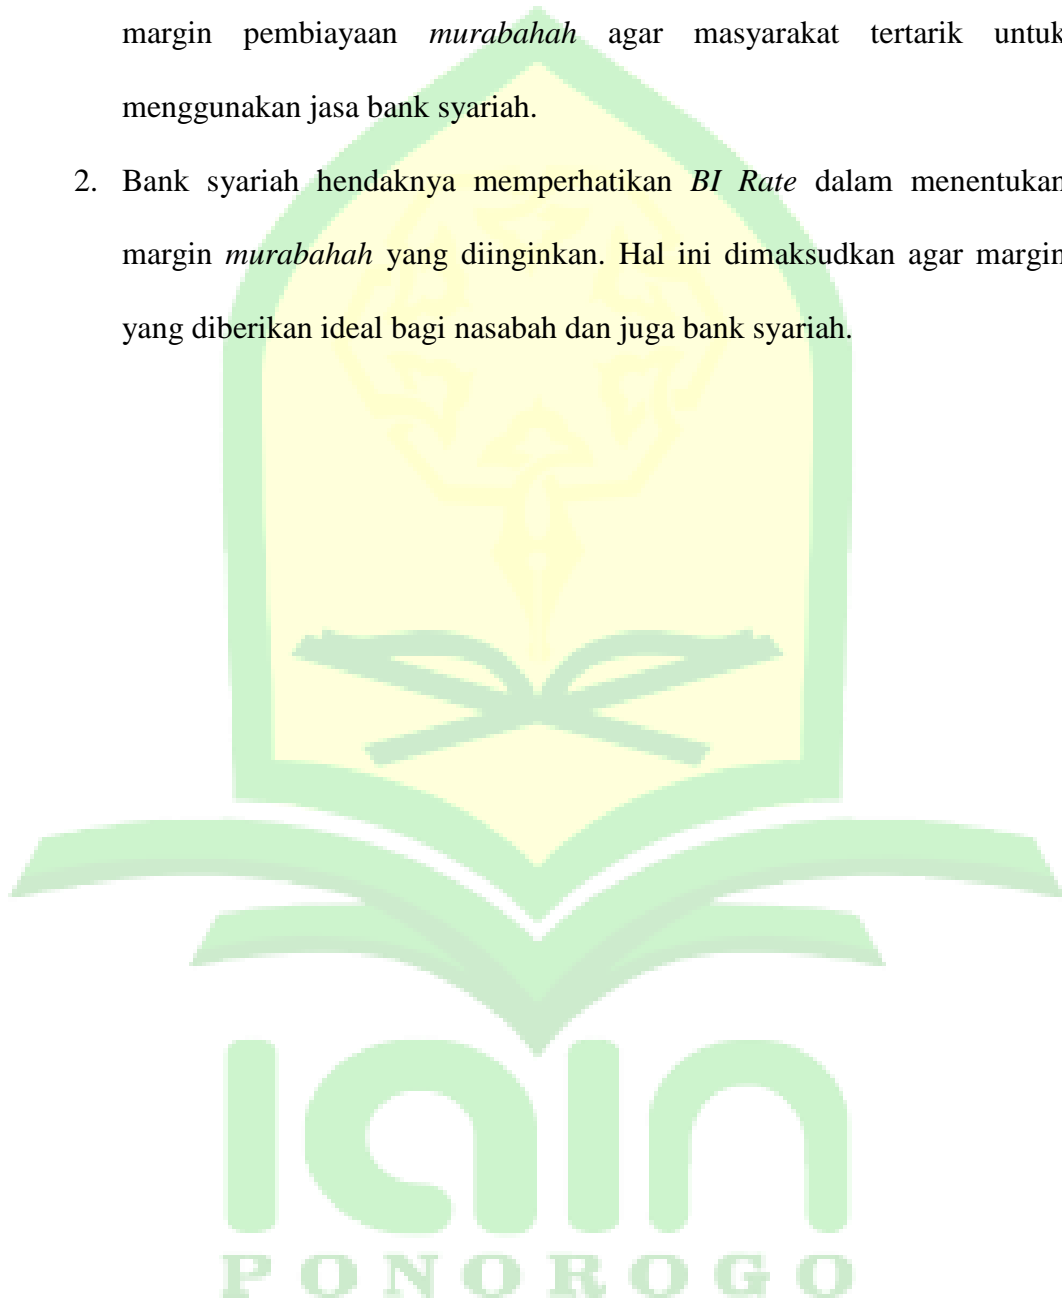 margin pembiayaan murabahah agar masyarakat tertarik untuk
menggunakan jasa bank syariah.
2. Bank syariah hendaknya memperhatikan BI Rate dalam menentukan
margin murabahah yang diinginkan. Hal ini dimaksudkan agar margin
yang diberikan ideal bagi nasabah dan juga bank syariah.
iain
PONOROGO